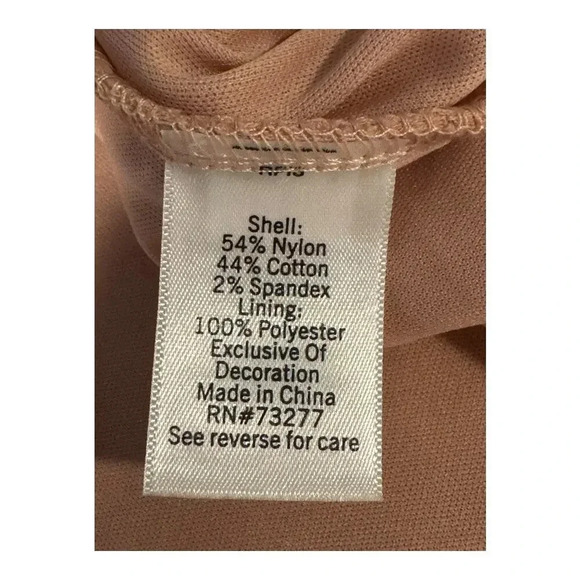 Shell:
54% Nylon
44% Cotton
2% Spandex
Lining:
100% Polyester
Exclusive Of
Decoration
Made in China
RN#73277
See reverse for care